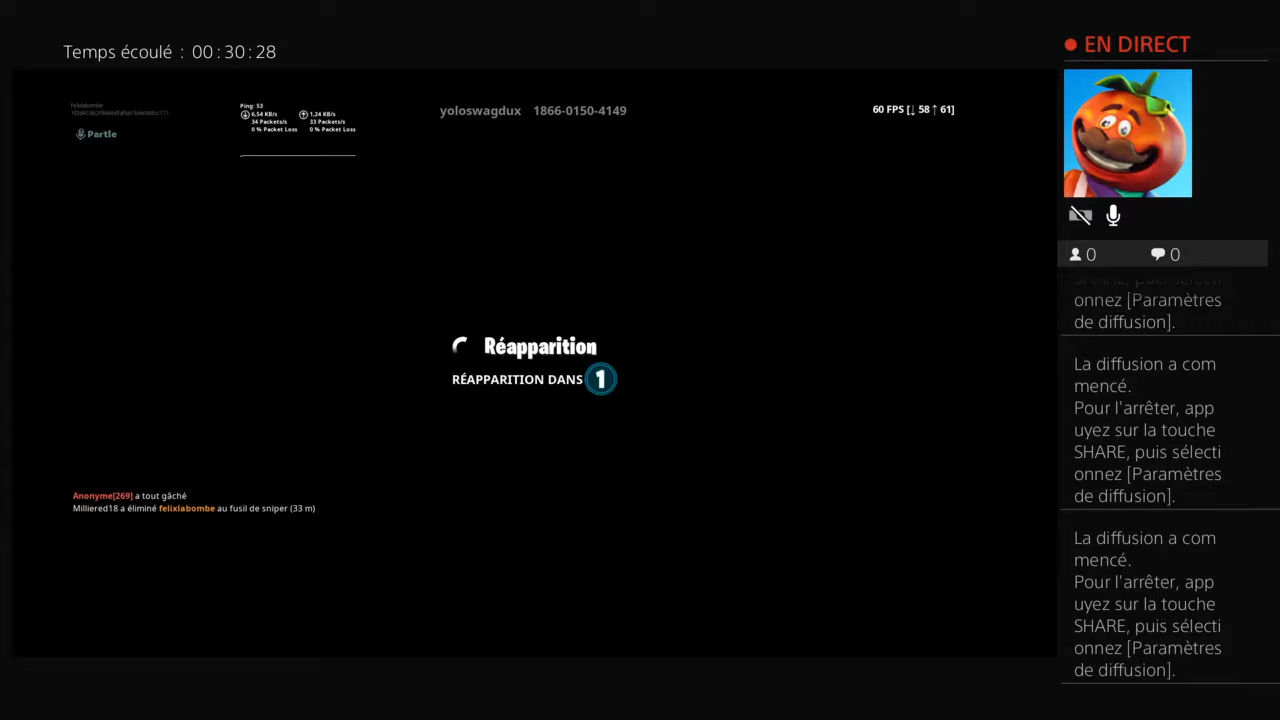 Temps écoulé : 00:30:28
EN DIRECT
felixlabombe
Partle
Ping: 53
6,54 KB/s
34 Packets/s
0 % Packet Loss
1,24 KB/s
33 Packets/s
0 % Packet Loss
yoloswagdux 1866-0150-4149
60 FPS [↓ 58 ↑ 61]
0 0
onnez [Paramètres
de diffusion].
La diffusion a com
mencé.
Pour l'arrêter, app
uyez sur la touche
SHARE, puis sélecti
onnez [Paramètres
de diffusion].
La diffusion a com
mencé.
Pour l'arrêter, app
uyez sur la touche
SHARE, puis sélecti
onnez [Paramètres
de diffusion].
Réapparition
RÉAPPARITION DANS 1
Anonyme[269] a tout gâché
Milliered18 a éliminé felixlabombe au fusil de sniper (33 m)